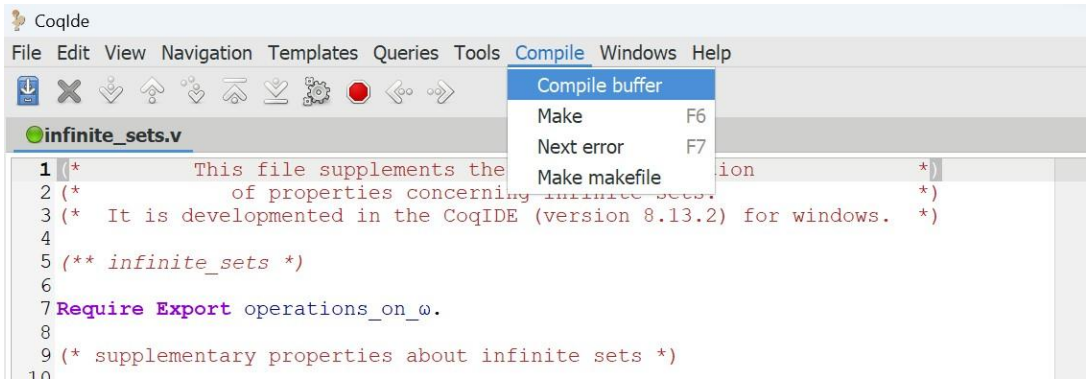 CoqIde
File Edit View Navigation Templates Queries Tools Compile Windows Help
Compile buffer
Make F6
Next error F7
Make makefile
infinite_sets.v
1 (* This file supplements the ion *)
2 (* of properties concerning infinite sets. *)
3 (* It is developmented in the CoqIDE (version 8.13.2) for windows. *)
4
5 (** infinite_sets *)
6
7 Require Export operations_on_ω.
8
9 (* supplementary properties about infinite sets *)
10